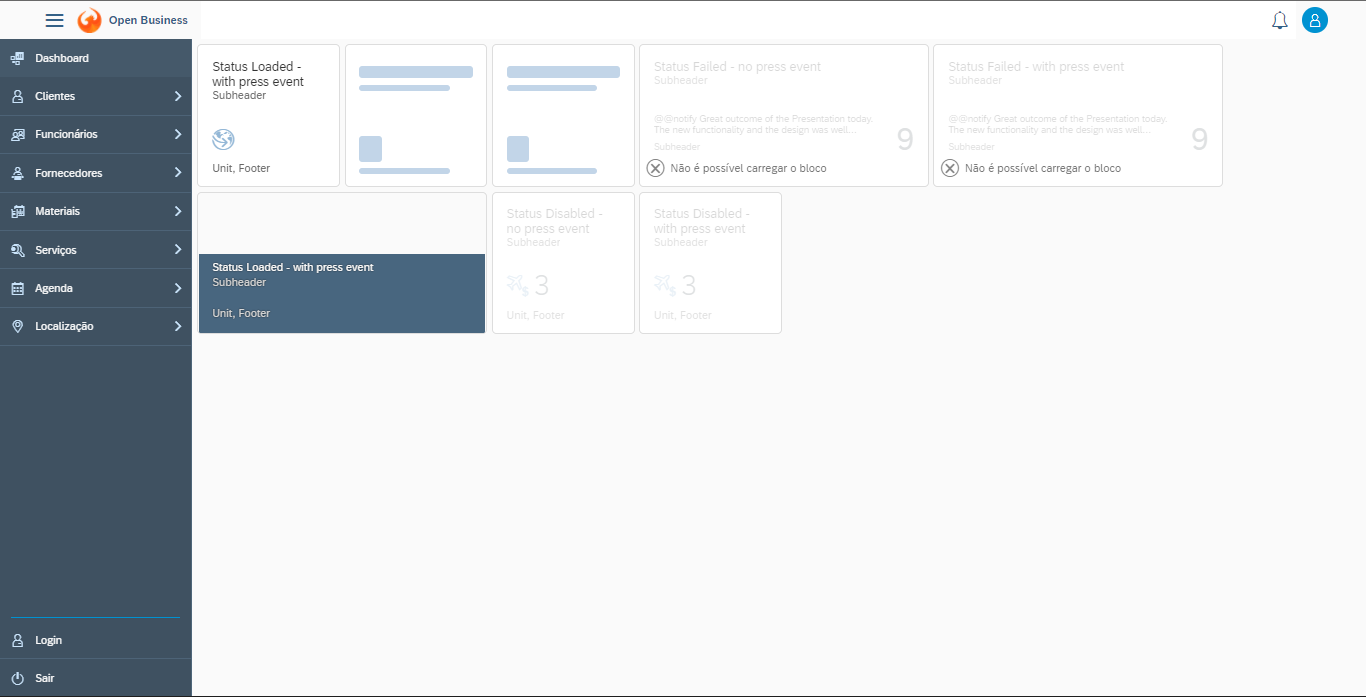 Open Business
Dashboard
Clientes
Funcionários
Fornecedores
Materiais
Serviços
Agenda
Localização
Login
Sair
Status Loaded -
with press event
Subheader
Unit, Footer
Status Failed - no press event
Subheader
@@notify Great outcome of the Presentation today.
The new functionality and the design was well...
9
Subheader
Não é possível carregar o bloco
Status Failed - with press event
Subheader
@@notify Great outcome of the Presentation today.
The new functionality and the design was well...
9
Subheader
Não é possível carregar o bloco
Status Loaded - with press event
Subheader
Unit, Footer
Status Disabled -
no press event
Subheader
$ 3
Unit, Footer
Status Disabled -
with press event
Subheader
$ 3
Unit, Footer